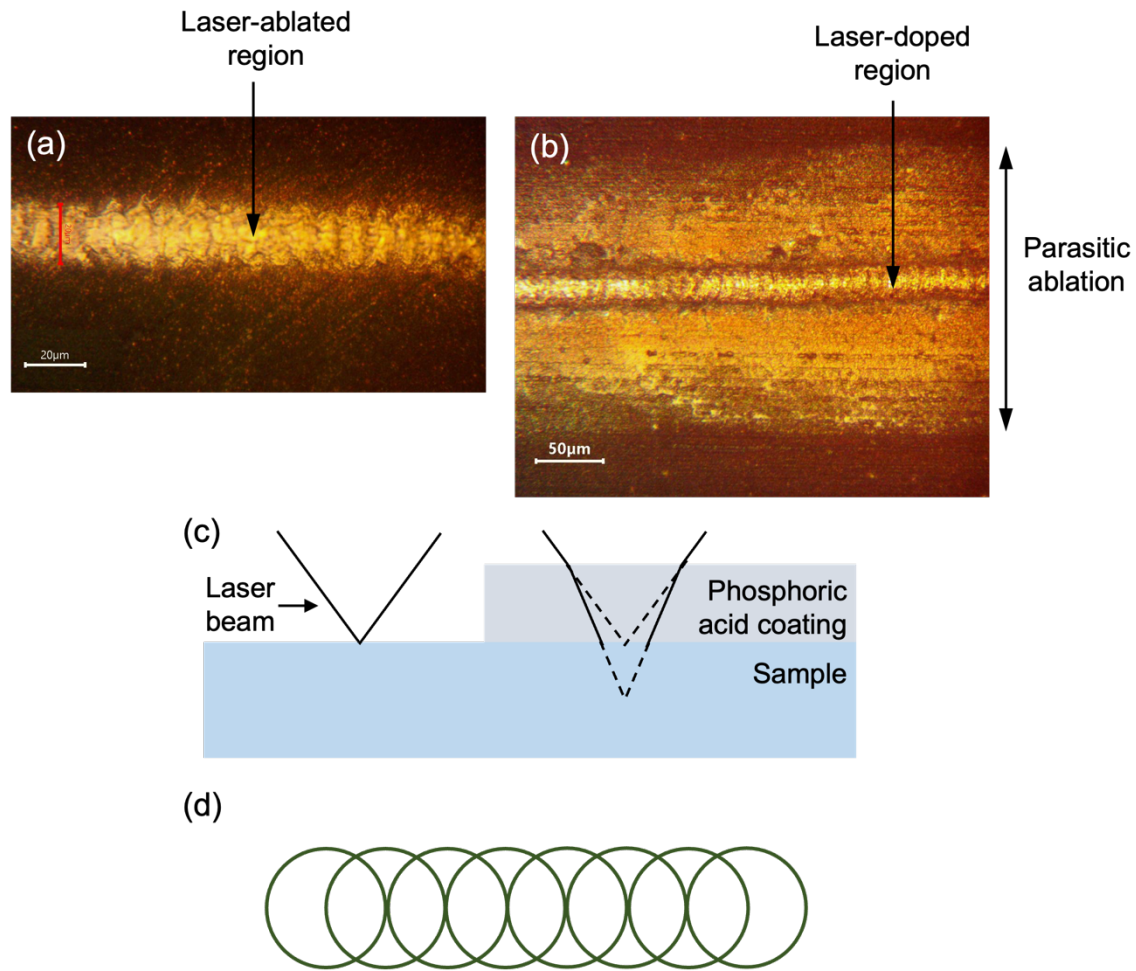 Laser-ablated
region
Laser-doped
region
(a)
20μm
(b)
50μm
Parasitic
ablation
(c)
Laser
beam
Phosphoric
acid coating
Sample
(d)